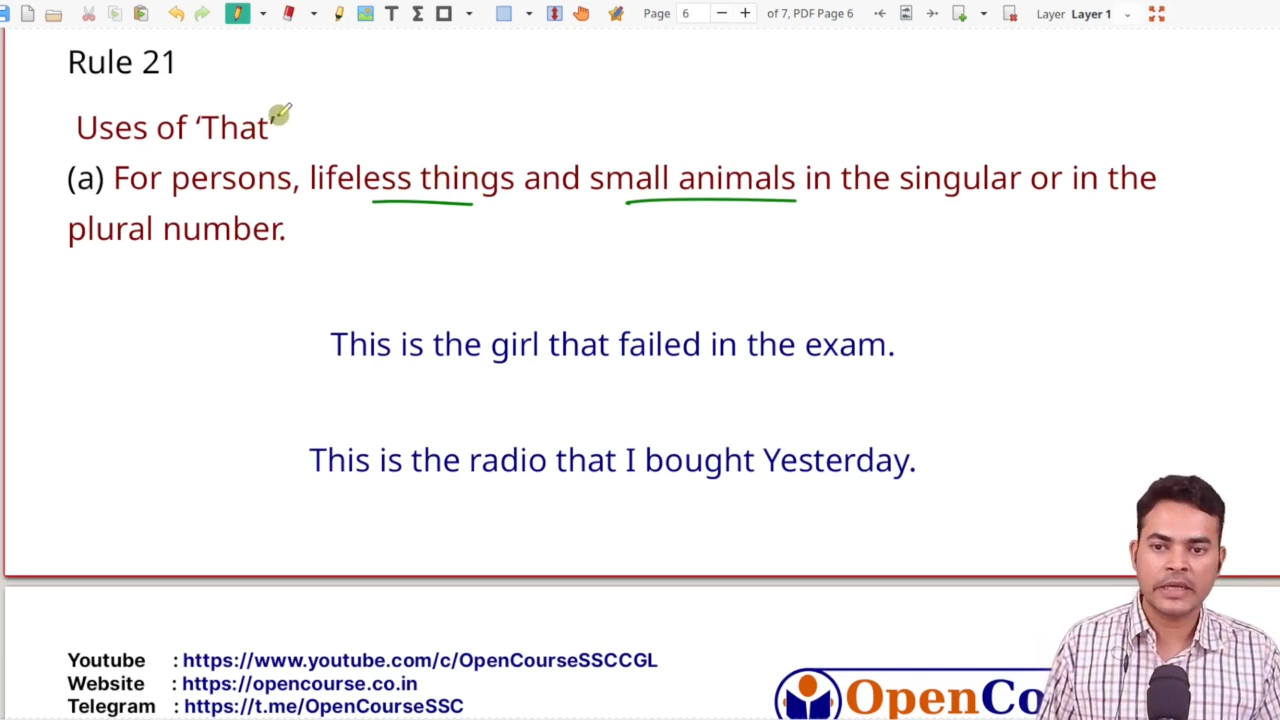 Page 6 of 7, PDF Page 6 Layer Layer 1
Rule 21
Uses of ‘That’
(a) For persons, lifeless things and small animals in the singular or in the
plural number.
This is the girl that failed in the exam.
This is the radio that I bought Yesterday.
Youtube : https://www.youtube.com/c/OpenCourseSSCCGL
Website : https://opencourse.co.in
Telegram : https://t.me/OpenCourseSSC
OpenCo